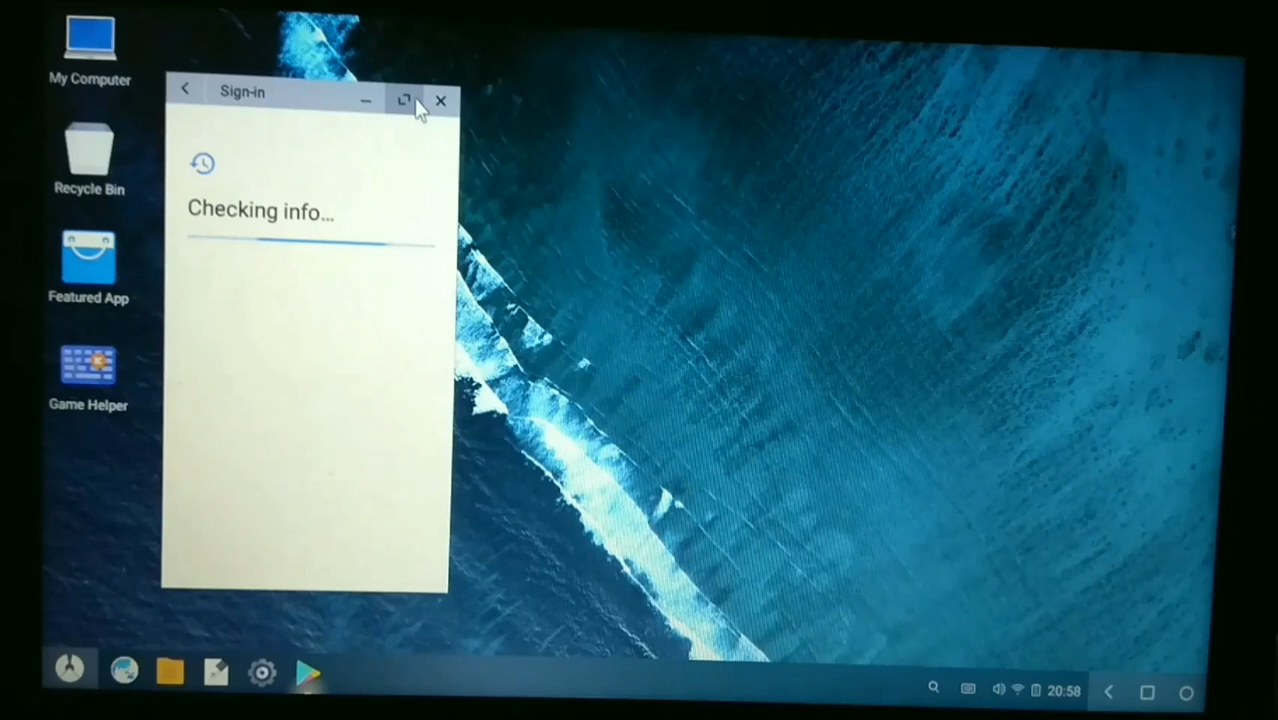 My Computer
Sign-in
Checking info...
Recycle Bin
Featured App
Game Helper
20:58